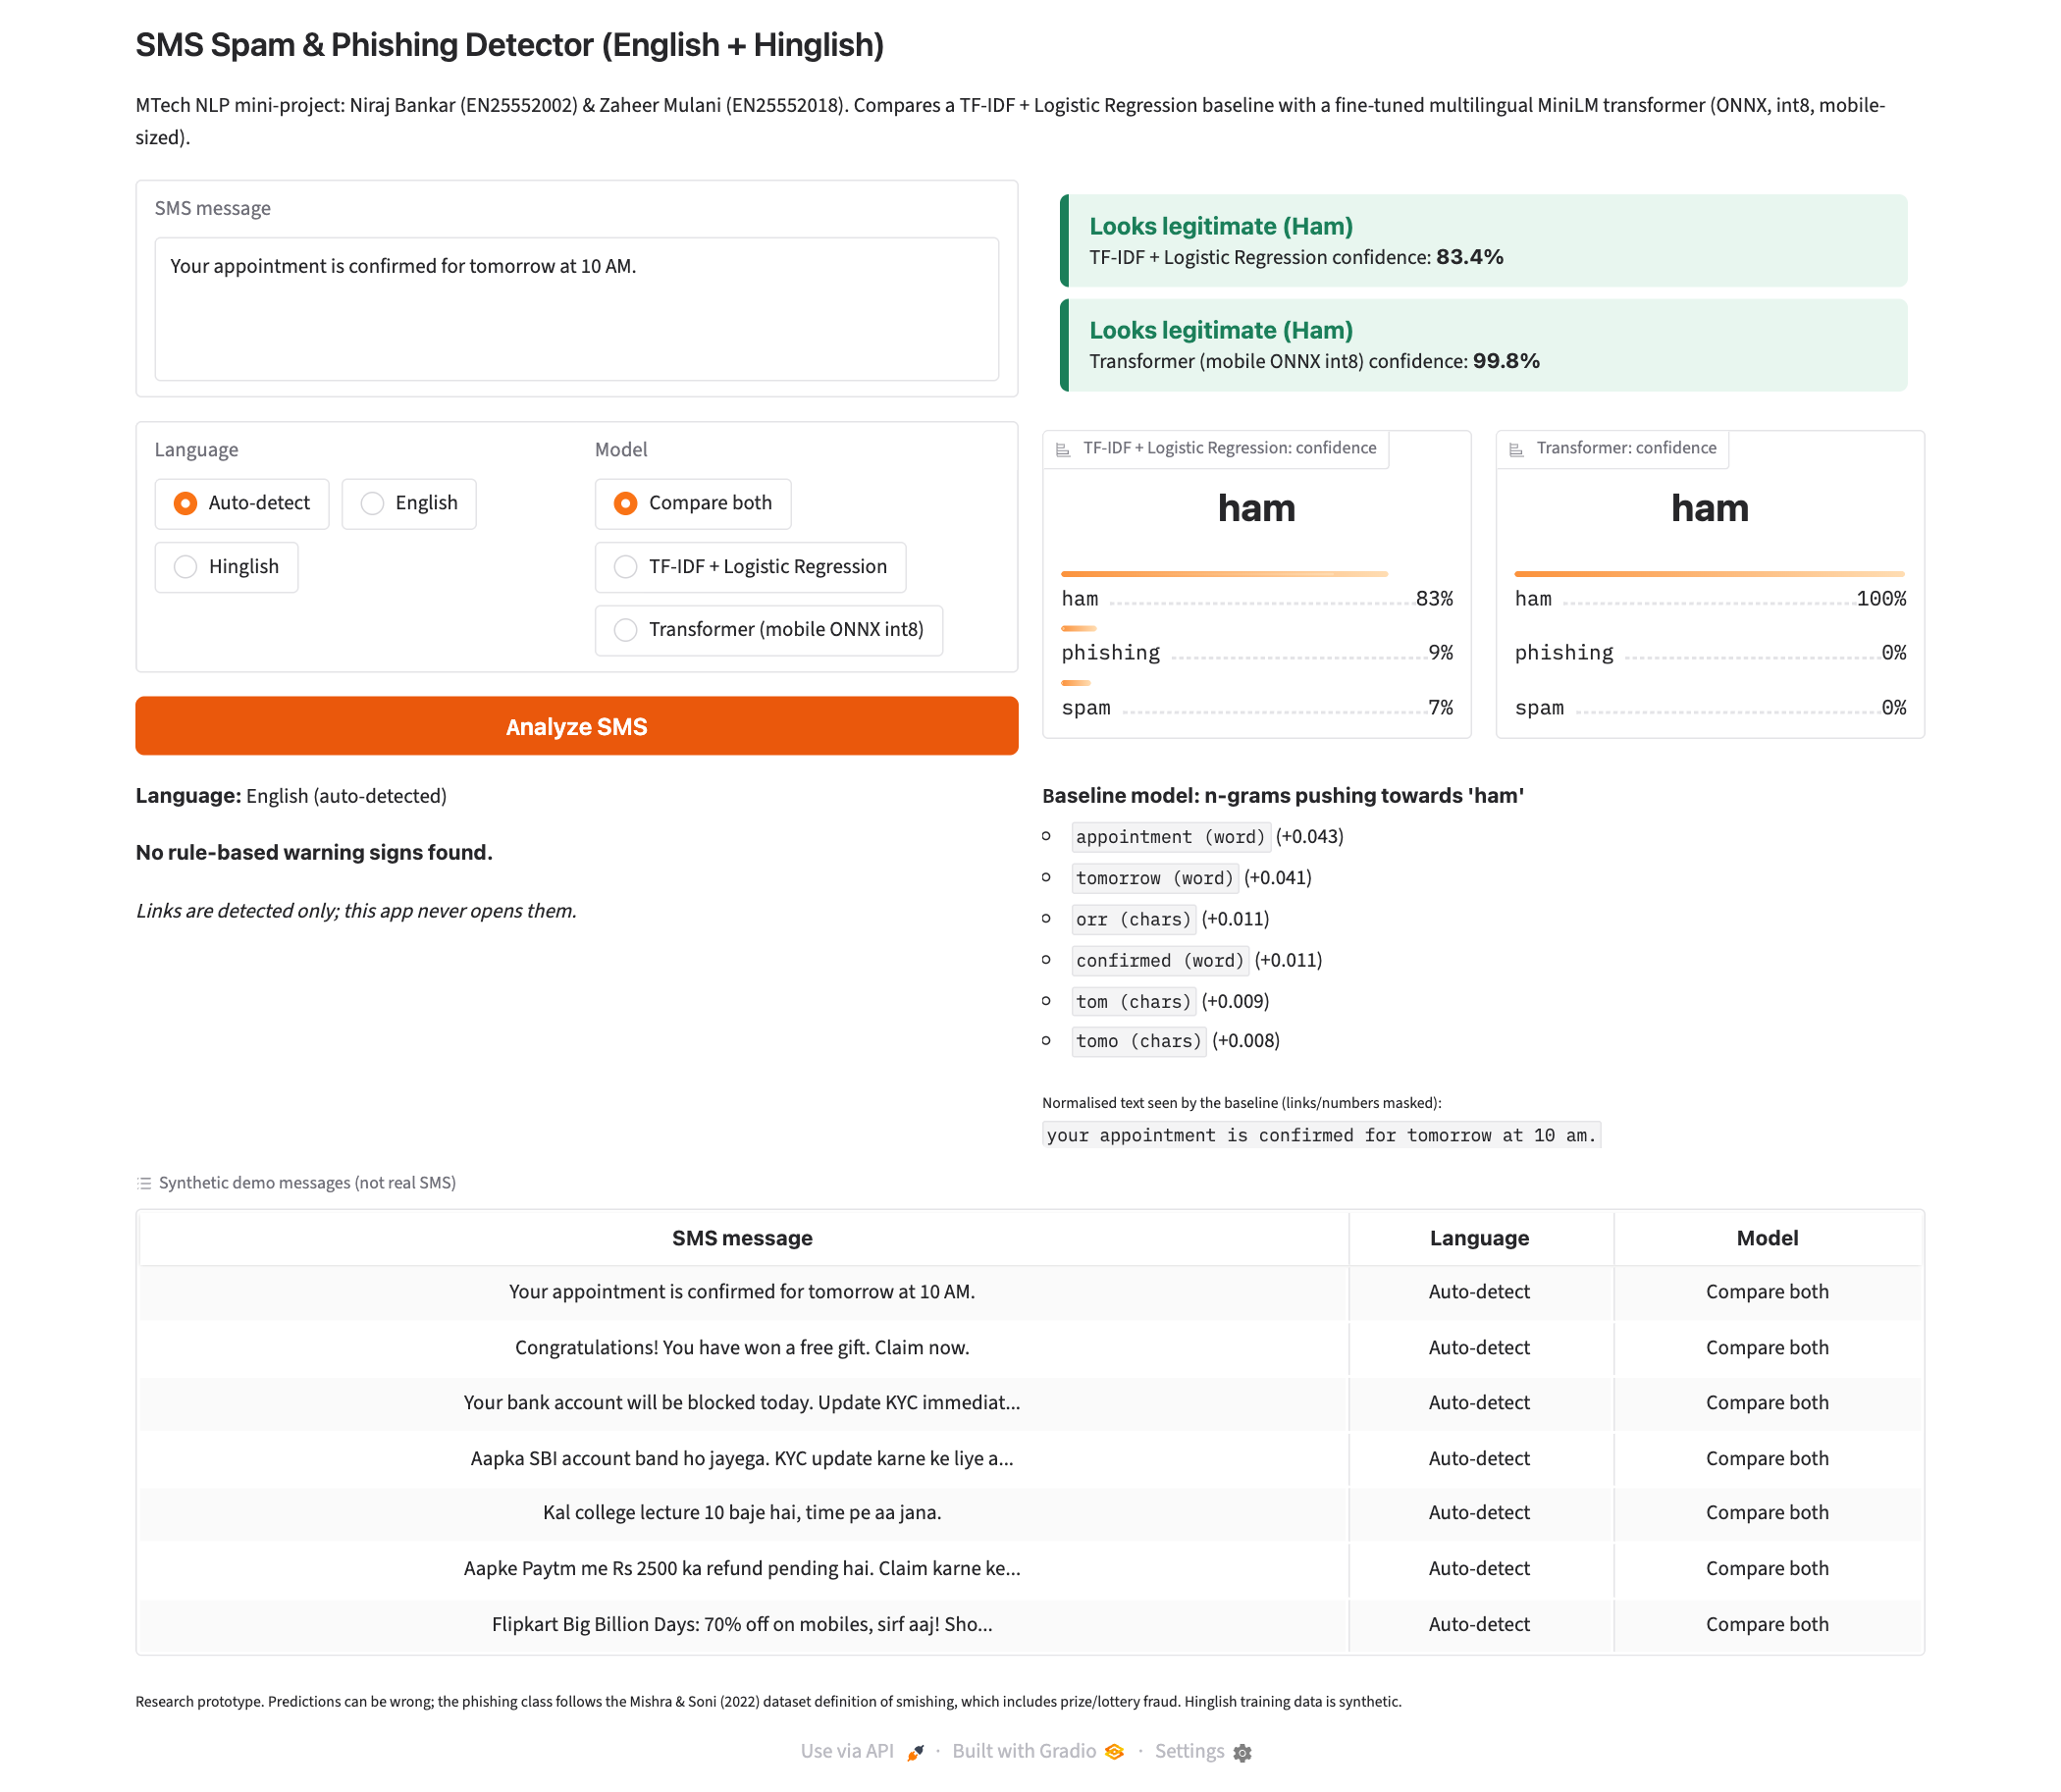 SMS Spam & Phishing Detector (English + Hinglish)
MTech NLP mini-project: Niraj Bankar (EN25552002) & Zaheer Mulani (EN25552018). Compares a TF-IDF + Logistic Regression baseline with a fine-tuned multilingual MiniLM transformer (ONNX, int8, mobile-
sized).
SMS message
Your appointment is confirmed for tomorrow at 10 AM.
Looks legitimate (Ham)
TF-IDF + Logistic Regression confidence: 83.4%
Looks legitimate (Ham)
Transformer (mobile ONNX int8) confidence: 99.8%
Language
Auto-detect
English
Hinglish
Model
Compare both
TF-IDF + Logistic Regression
Transformer (mobile ONNX int8)
Analyze SMS
TF-IDF + Logistic Regression: confidence
ham
ham 83%
phishing 9%
spam 7%
Transformer: confidence
ham
ham 100%
phishing 0%
spam 0%
Language: English (auto-detected)
No rule-based warning signs found.
Links are detected only; this app never opens them.
Baseline model: n-grams pushing towards 'ham'
appointment (word) (+0.043)
tomorrow (word) (+0.041)
orr (chars) (+0.011)
confirmed (word) (+0.011)
tom (chars) (+0.009)
tomo (chars) (+0.008)
Normalised text seen by the baseline (links/numbers masked):
your appointment is confirmed for tomorrow at 10 am.
Synthetic demo messages (not real SMS)
SMS message Language Model
Your appointment is confirmed for tomorrow at 10 AM. Auto-detect Compare both
Congratulations! You have won a free gift. Claim now. Auto-detect Compare both
Your bank account will be blocked today. Update KYC immediat... Auto-detect Compare both
Aapka SBI account band ho jayega. KYC update karne ke liye a... Auto-detect Compare both
Kal college lecture 10 baje hai, time pe aa jana. Auto-detect Compare both
Aapke Paytm me Rs 2500 ka refund pending hai. Claim karne ke... Auto-detect Compare both
Flipkart Big Billion Days: 70% off on mobiles, sirf aaj! Sho... Auto-detect Compare both
Research prototype. Predictions can be wrong; the phishing class follows the Mishra & Soni (2022) dataset definition of smishing, which includes prize/lottery fraud. Hinglish training data is synthetic.
Use via API · Built with Gradio · Settings